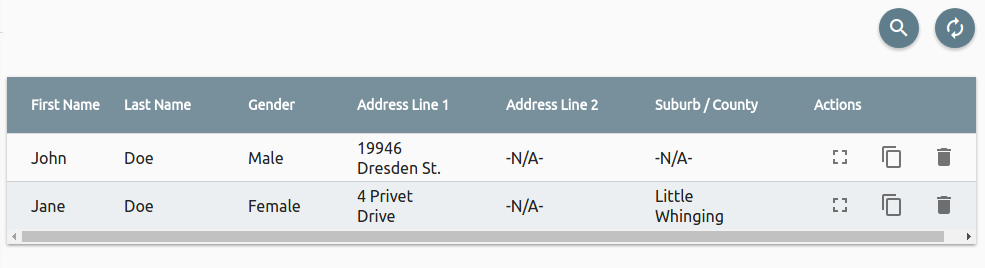 First Name Last Name Gender Address Line 1 Address Line 2 Suburb / County Actions
John Doe Male 19946 Dresden St. -N/A- -N/A-
Jane Doe Female 4 Privet Drive -N/A- Little Whinging